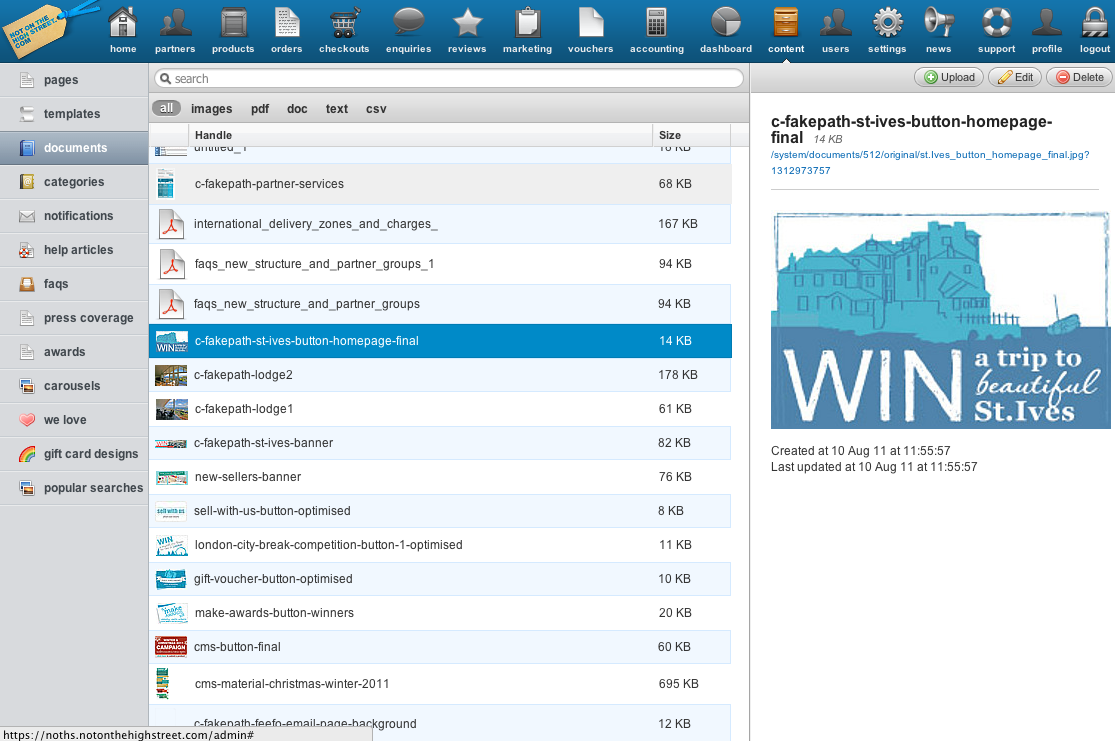 NOT ON THE
HIGH STREET.
COM
home
partners
products
orders
checkouts
enquiries
reviews
marketing
vouchers
accounting
dashboard
content
users
settings
news
support
profile
logout
pages
templates
documents
categories
notifications
help articles
faqs
press coverage
awards
carousels
we love
gift card designs
popular searches
search
all images pdf doc text csv
Handle Size
untitled_1 16 KB
c-fakepath-partner-services 68 KB
international_delivery_zones_and_charges_ 167 KB
faqs_new_structure_and_partner_groups_1 94 KB
faqs_new_structure_and_partner_groups 94 KB
c-fakepath-st-ives-button-homepage-final 14 KB
c-fakepath-lodge2 178 KB
c-fakepath-lodge1 61 KB
c-fakepath-st-ives-banner 82 KB
new-sellers-banner 76 KB
sell-with-us-button-optimised 8 KB
london-city-break-competition-button-1-optimised 11 KB
gift-voucher-button-optimised 10 KB
make-awards-button-winners 20 KB
cms-button-final 60 KB
cms-material-christmas-winter-2011 695 KB
c-fakepath-feefo-email-page-background 12 KB
https://noths.notonthehighstreet.com/admin#
Upload Edit Delete
c-fakepath-st-ives-button-homepage-
final 14 KB
/system/documents/512/original/st.Ives_button_homepage_final.jpg?
1312973757
WIN a trip to
beautiful
St.Ives
Created at 10 Aug 11 at 11:55:57
Last updated at 10 Aug 11 at 11:55:57